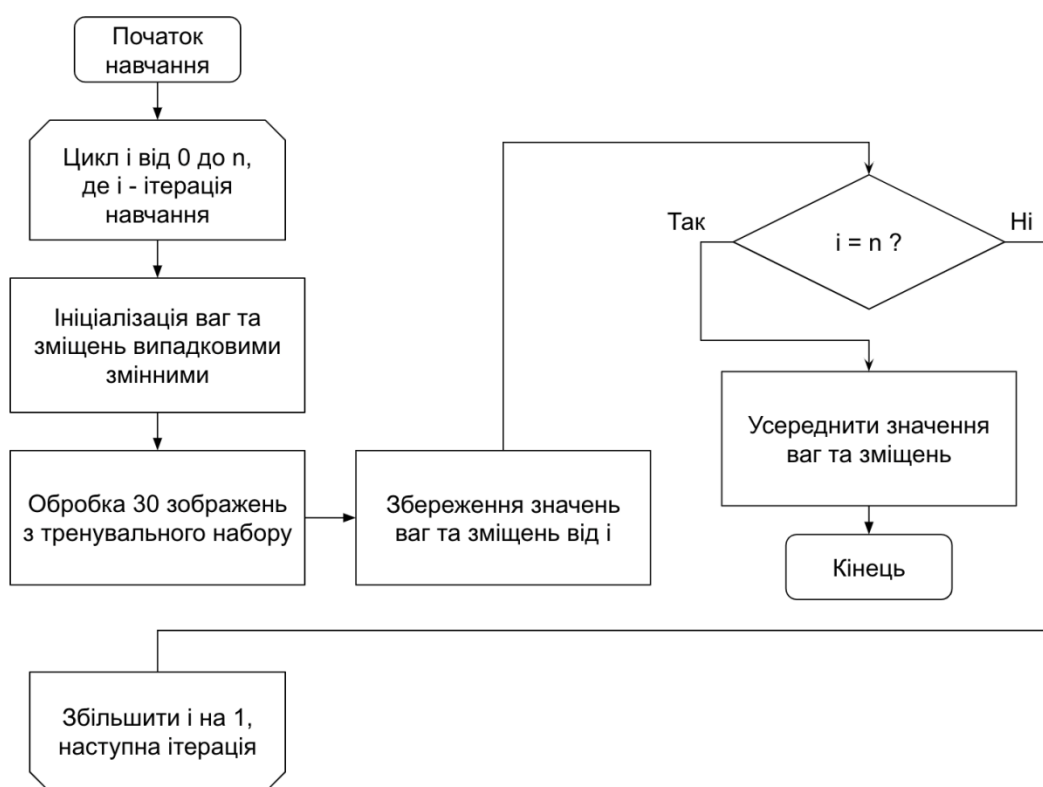 Початок
навчання
Цикл i від 0 до n,
де i - ітерація
навчання
Ініціалізація ваг та
зміщень випадковими
змінними
Обробка 30 зображень
з тренувального набору
Збереження значень
ваг та зміщень від i
i = n ?
Так
Ні
Усереднити значення
ваг та зміщень
Кінець
Збільшити i на 1,
наступна ітерація